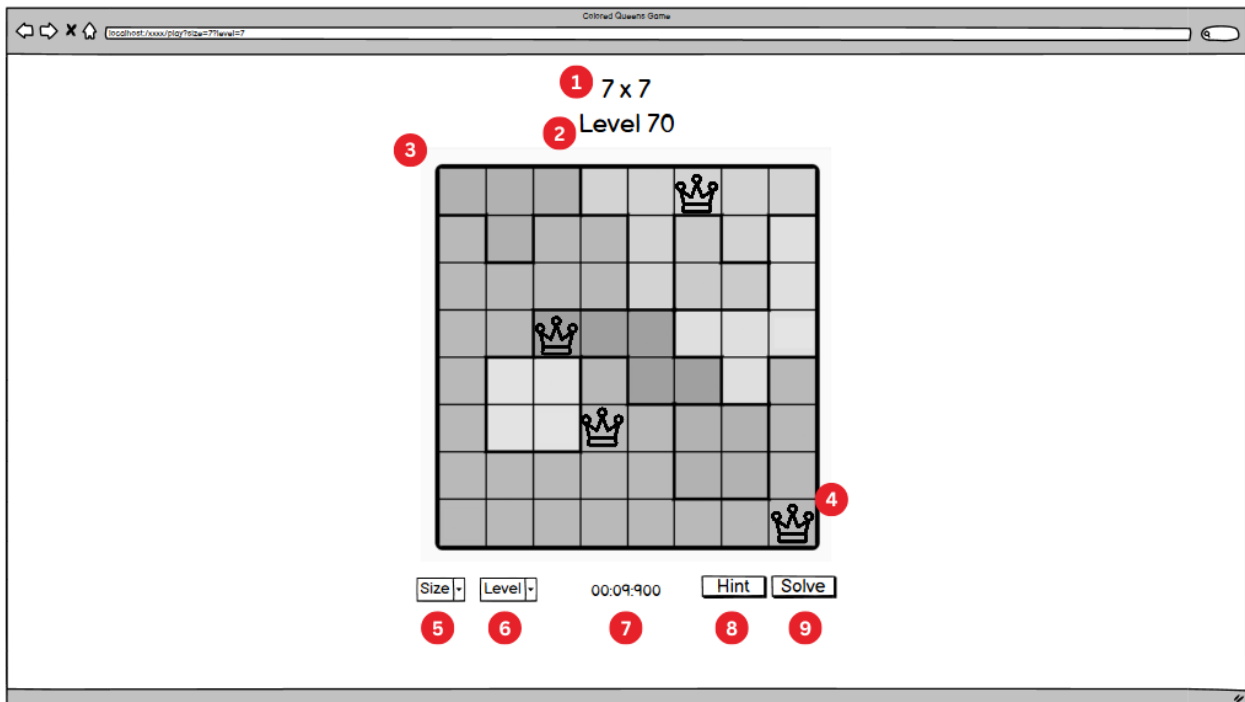 Colored Queens Game
localhost:/xxxx/play?size=7?level=7
1 7 x 7
2 Level 70
3
4
Size Level 00:09:900 Hint Solve
5 6 7 8 9